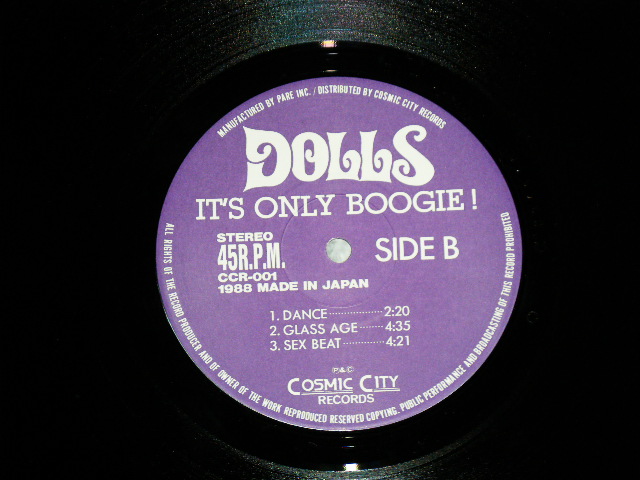 MANUFACTURED BY PARE INC. / DISTRIBUTED BY COSMIC CITY RECORDS
DOLLS
IT'S ONLY BOOGIE!
STEREO
45R.P.M.
CCR-001
1988 MADE IN JAPAN
SIDE B
1. DANCE 2:20
2. GLASS AGE 4:35
3. SEX BEAT 4:21
P&C
COSMIC CITY
RECORDS
ALL RIGHTS OF THE RECORD PRODUCER AND OF OWNER OF THE WORK REPRODUCED RESERVED COPYING. PUBLIC PERFORMANCE AND BROADCASTING OF THIS RECORD PROHIBITED